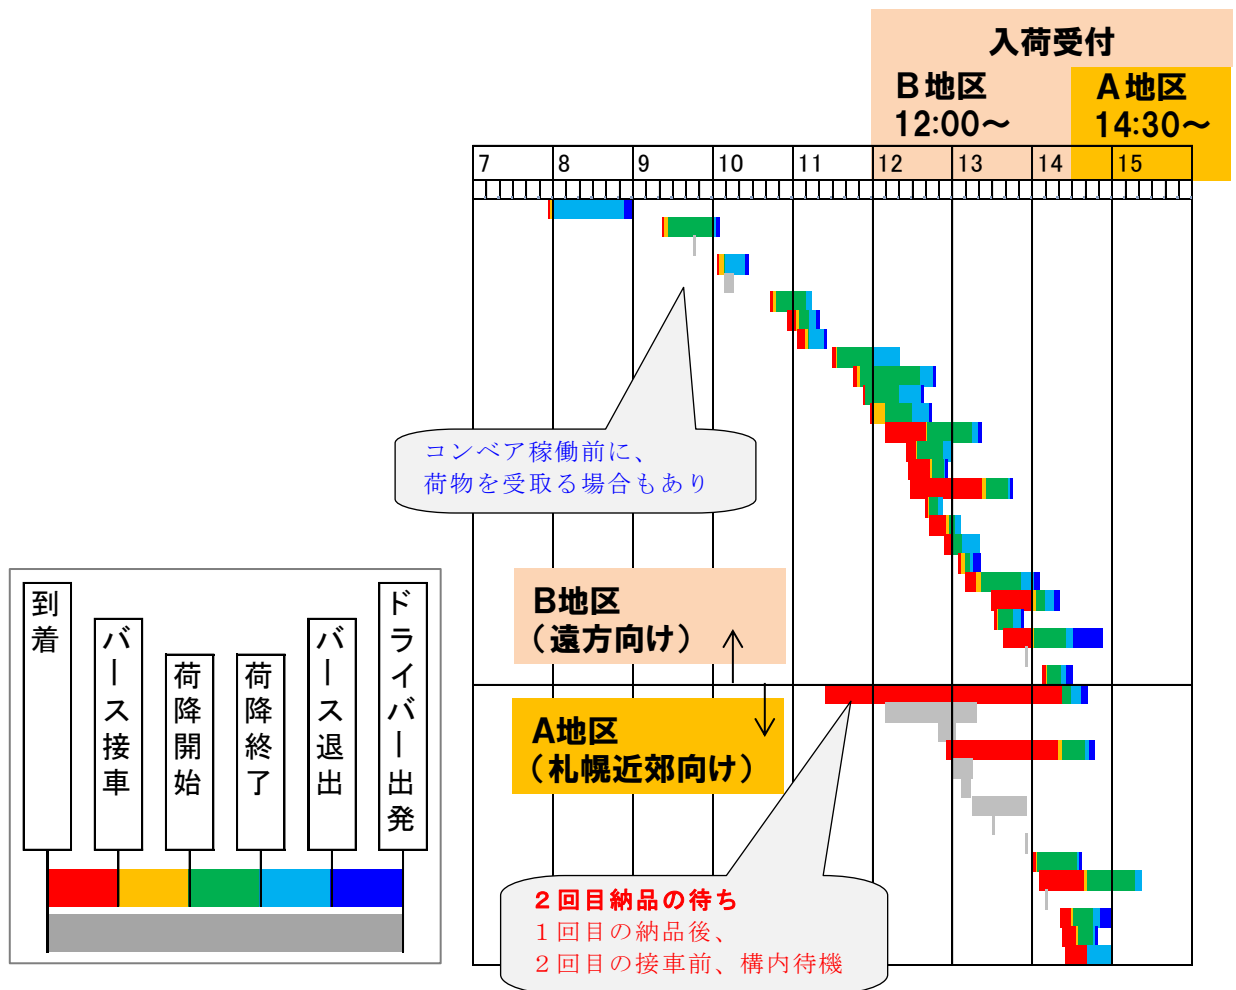 入荷受付
B地区
12:00～
A地区
14:30～
7 8 9 10 11 12 13 14 15
コンベア稼働前に、
荷物を受取る場合もあり
B地区
（遠方向け）
A地区
（札幌近郊向け）
2回目納品の待ち
1回目の納品後、
2回目の接車前、構内待機
到着
バース接車
荷降開始
荷降終了
バース退出
ドライバー出発